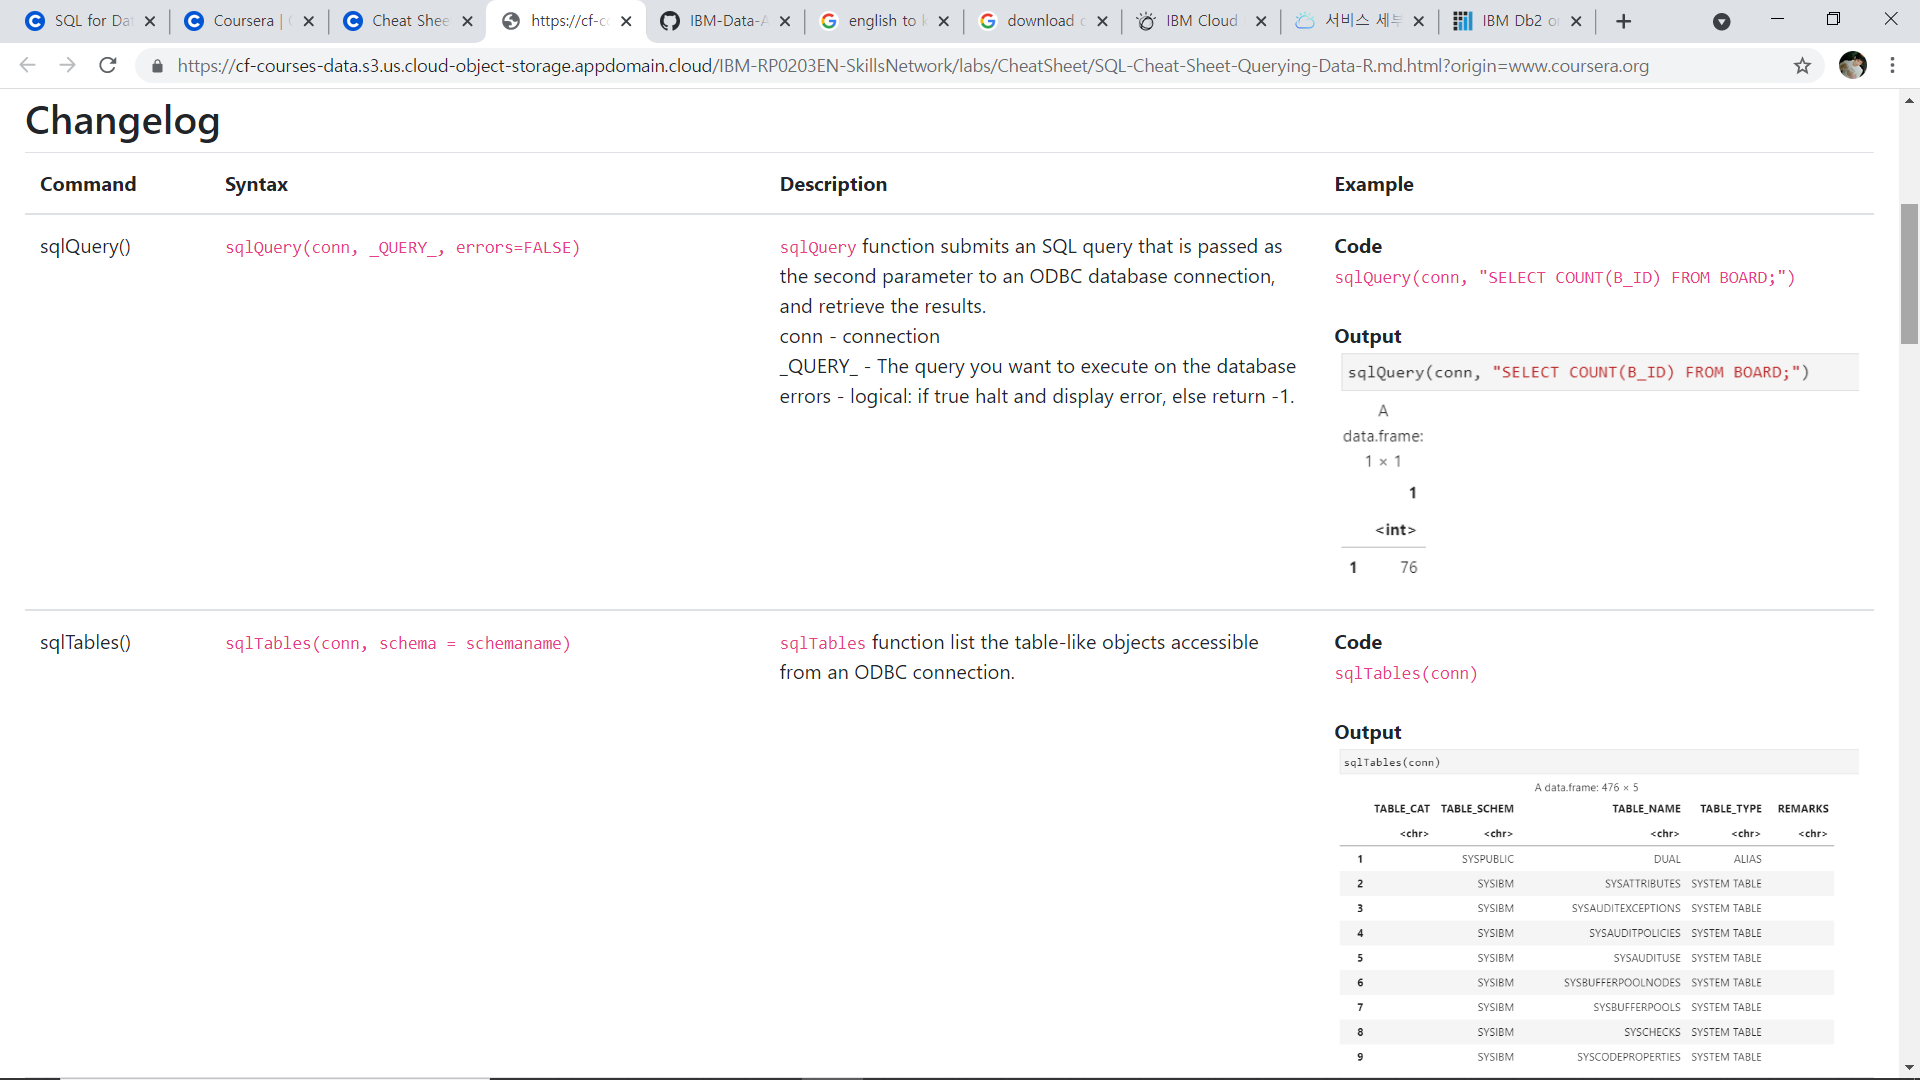 SQL for Dat
Coursera |
Cheat Shee
https://cf-c
IBM-Data-A
english to k
download c
IBM Cloud
서비스 세부
IBM Db2 o
https://cf-courses-data.s3.us.cloud-object-storage.appdomain.cloud/IBM-RP0203EN-SkillsNetwork/labs/CheatSheet/SQL-Cheat-Sheet-Querying-Data-R.md.html?origin=www.coursera.org
Changelog
Command Syntax Description Example
sqlQuery()
sqlQuery(conn, _QUERY_, errors=FALSE)
sqlQuery function submits an SQL query that is passed as
the second parameter to an ODBC database connection,
and retrieve the results.
conn - connection
_QUERY_ - The query you want to execute on the database
errors - logical: if true halt and display error, else return -1.
Code
sqlQuery(conn, "SELECT COUNT(B_ID) FROM BOARD;")
Output
sqlQuery(conn, "SELECT COUNT(B_ID) FROM BOARD;")
A
data.frame:
1 × 1
1
<int>
1 76
sqlTables()
sqlTables(conn, schema = schemaname)
sqlTables function list the table-like objects accessible
from an ODBC connection.
Code
sqlTables(conn)
Output
sqlTables(conn)
A data.frame: 476 × 5
TABLE_CAT TABLE_SCHEM TABLE_NAME TABLE_TYPE REMARKS
<chr> <chr> <chr> <chr> <chr>
1 SYSPUBLIC DUAL ALIAS
2 SYSIBM SYSATTRIBUTES SYSTEM TABLE
3 SYSIBM SYSAUDITEXCEPTIONS SYSTEM TABLE
4 SYSIBM SYSAUDITPOLICIES SYSTEM TABLE
5 SYSIBM SYSAUDITUSE SYSTEM TABLE
6 SYSIBM SYSBUFFERPOOLNODES SYSTEM TABLE
7 SYSIBM SYSBUFFERPOOLS SYSTEM TABLE
8 SYSIBM SYSCHECKS SYSTEM TABLE
9 SYSIBM SYSCODEPROPERTIES SYSTEM TABLE